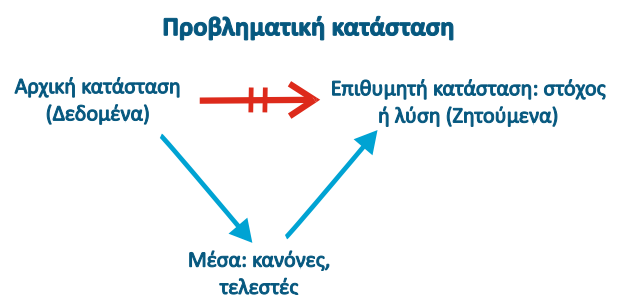 Προβληματική κατάσταση
Αρχική κατάσταση
(Δεδομένα)
Επιθυμητή κατάσταση: στόχος
ή λύση (Ζητούμενα)
Μέσα: κανόνες,
τελεστές